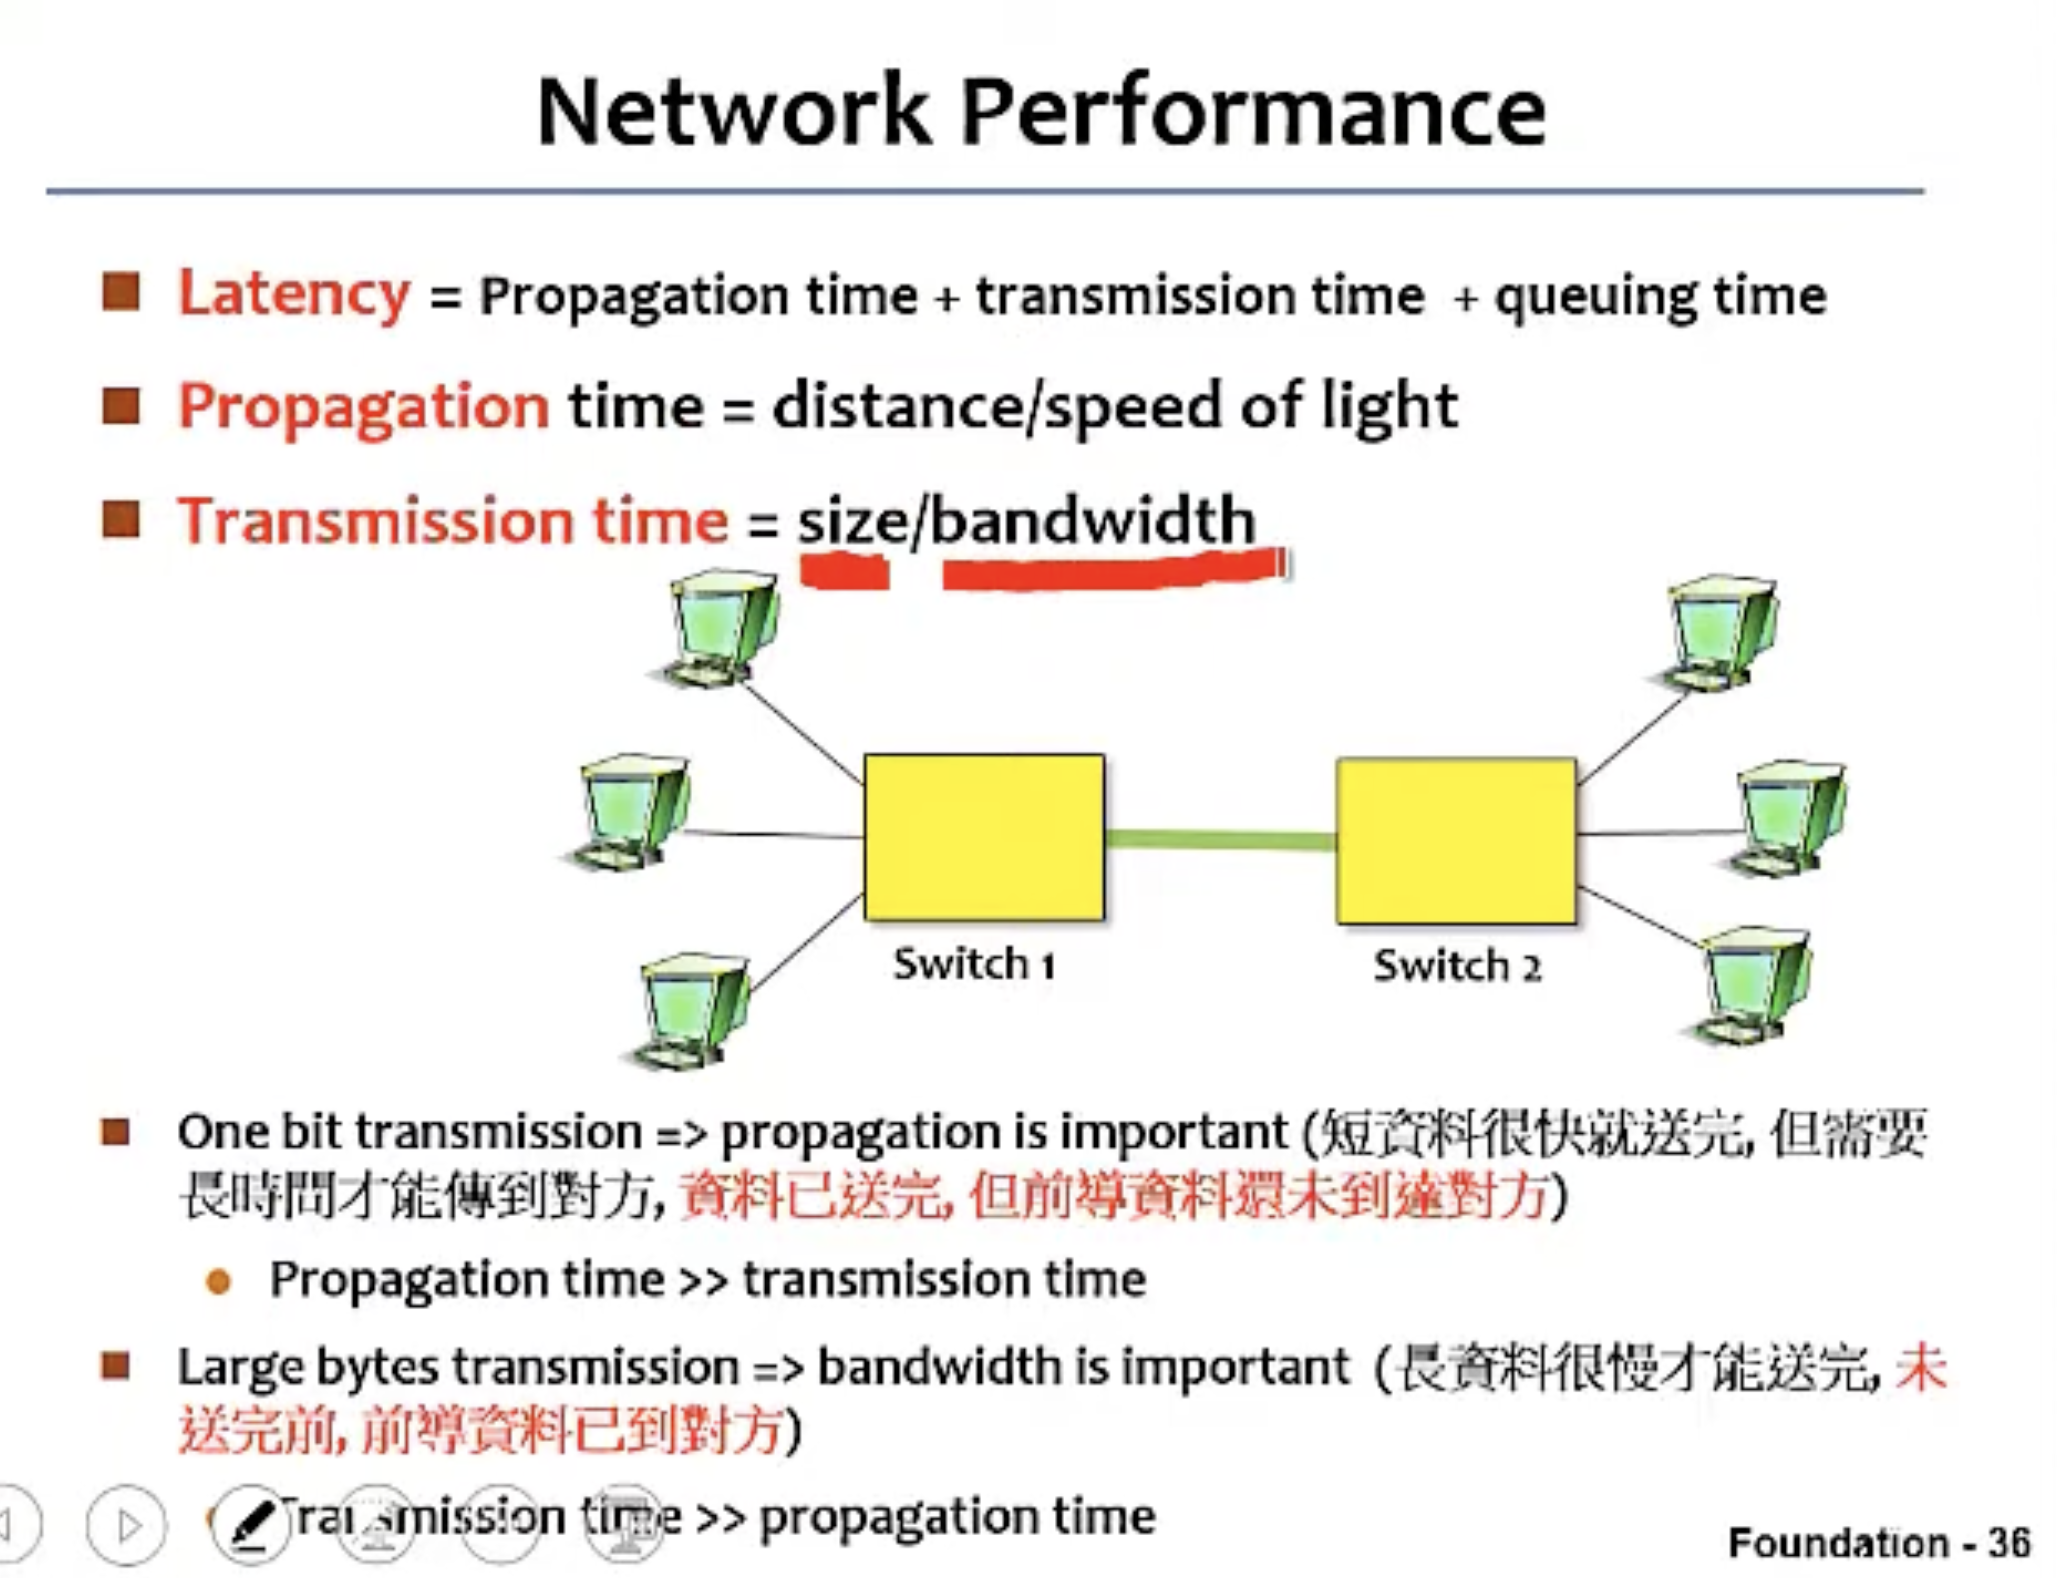 Network Performance
Latency = Propagation time + transmission time + queuing time
Propagation time = distance/speed of light
Transmission time = size/bandwidth
Switch 1
Switch 2
One bit transmission => propagation is important (短資料很快就送完, 但需要
長時間才能傳到對方, 資料已送完, 但前導資料還未到達對方)
Propagation time >> transmission time
Large bytes transmission => bandwidth is important (長資料很慢才能送完, 未
送完前, 前導資料已到對方)
Transmission time >> propagation time
Foundation - 36